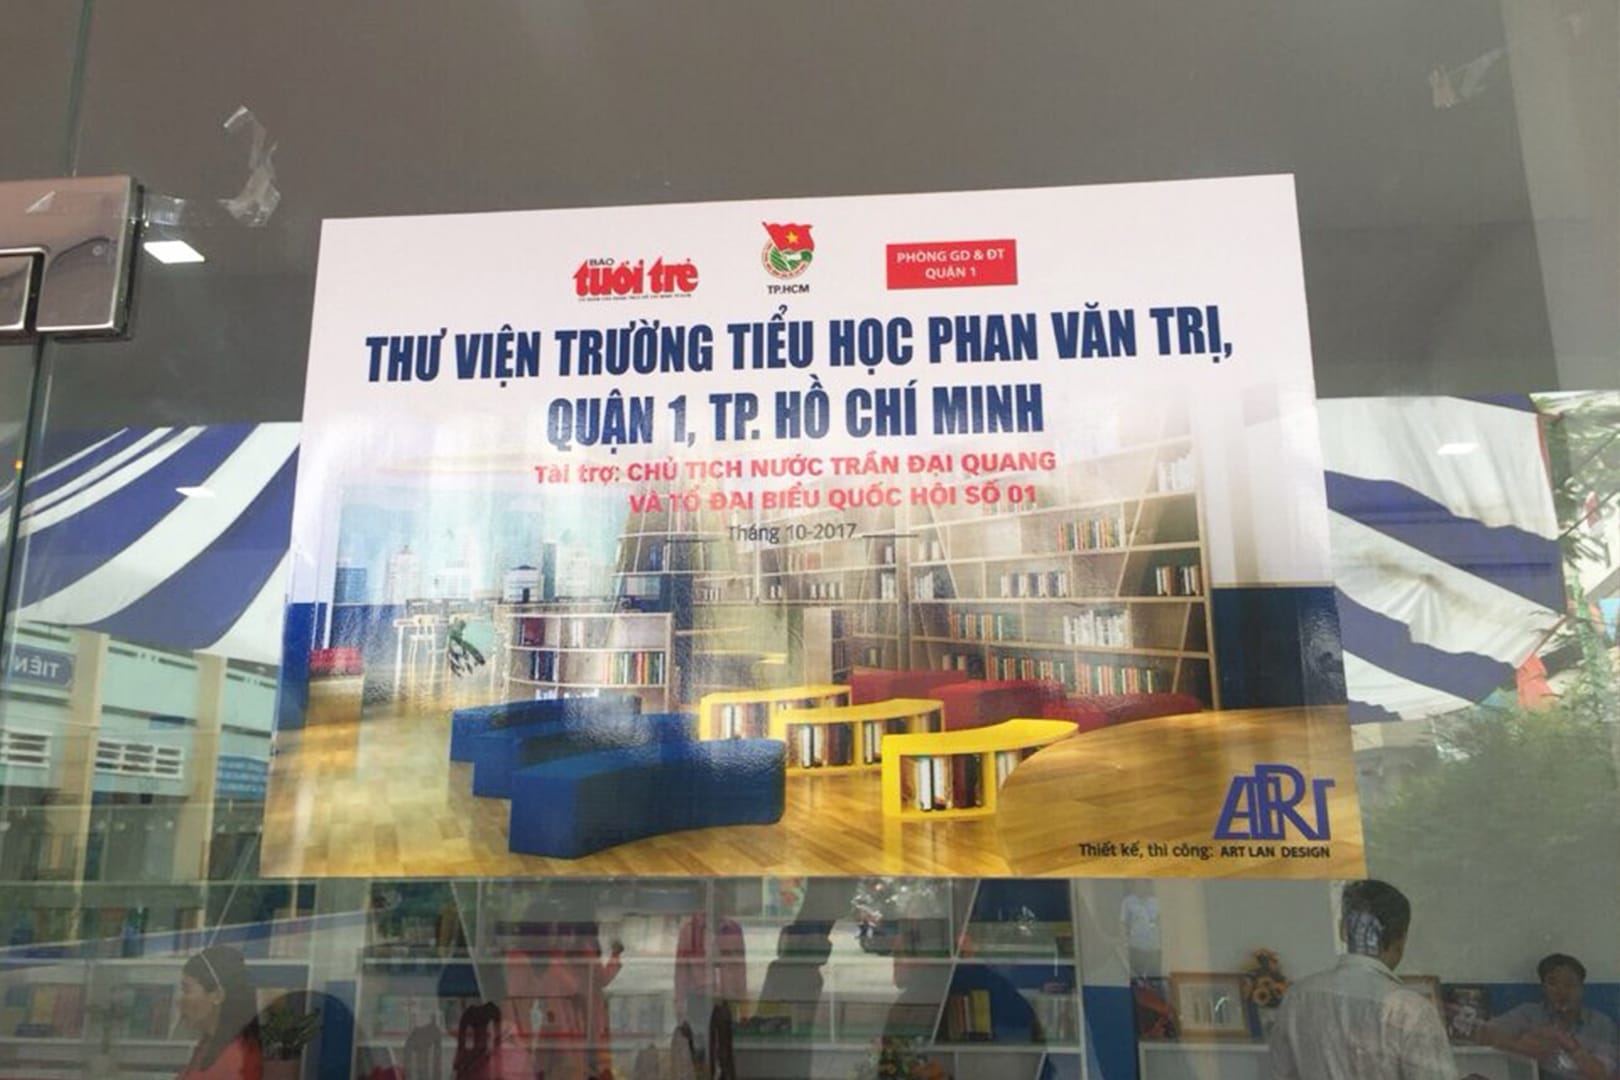 BÁO
tuổi trẻ
TP.HCM
PHÒNG GD & ĐT
QUẬN 1
THƯ VIỆN TRƯỜNG TIỂU HỌC PHAN VĂN TRỊ,
QUẬN 1, TP. HỒ CHÍ MINH
Tài trợ: CHỦ TỊCH NƯỚC TRẦN ĐẠI QUANG
VÀ TỔ ĐẠI BIỂU QUỐC HỘI SỐ 01
Tháng 10-2017
ART
Thiết kế, thi công: ART LAN DESIGN
TIÊN